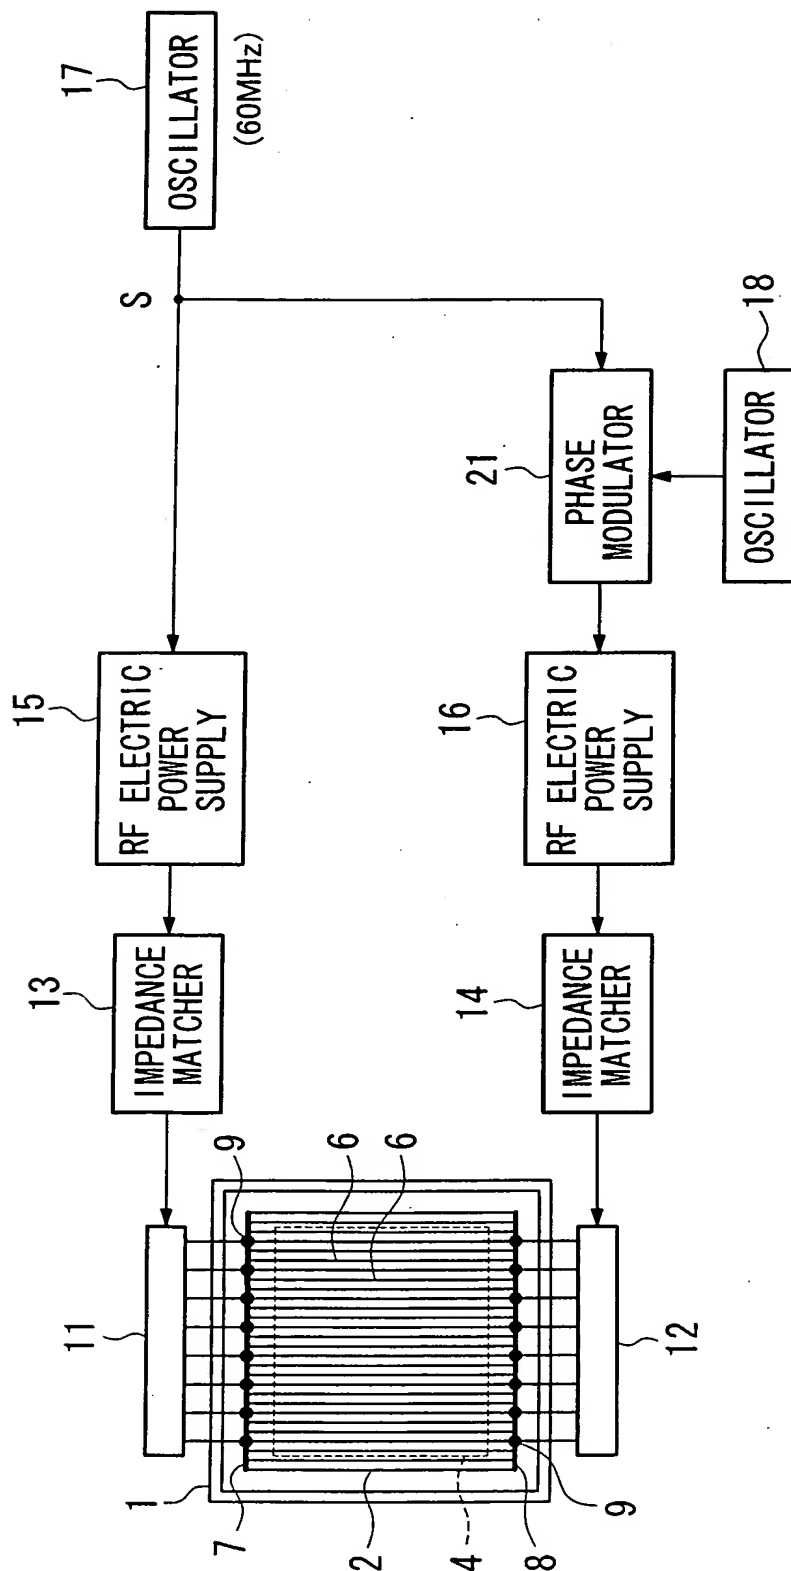 17
OSCILLATOR
(60MHz)
S
15
RF ELECTRIC
POWER
SUPPLY
13
IMPEDANCE
MATCHER
11
1
9
6
6
7
2
4
8
9
12
14
IMPEDANCE
MATCHER
16
RF ELECTRIC
POWER
SUPPLY
21
PHASE
MODULATOR
18
OSCILLATOR